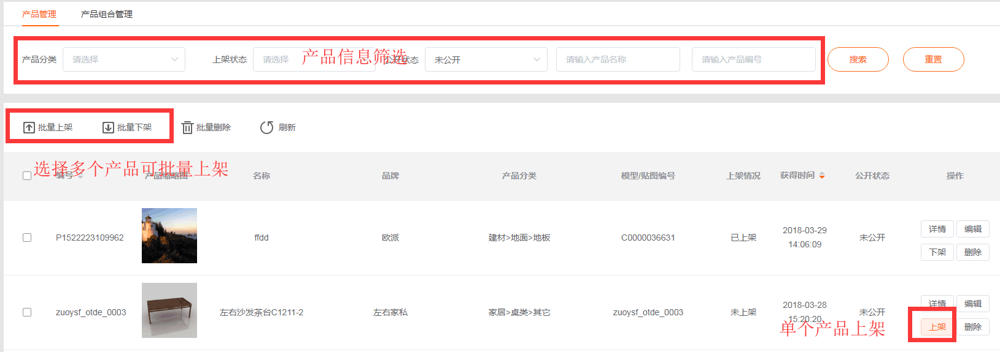 产品管理 产品组合管理
产品分类 请选择 上架状态 请选择 产品信息筛选 公开状态 未公开 请输入产品名称 请输入产品编号 搜索 重置
批量上架 批量下架 批量删除 刷新
选择多个产品可批量上架
编号 产品缩略图 名称 品牌 产品分类 模型/贴图编号 上架情况 获得时间 公开状态 操作
P1522223109962 ffdd 欧派 建材>地面>地板 C0000036631 已上架 2018-03-29 14:06:09 未公开 详情 编辑
下架 删除
zuoysf_otde_0003 左右沙发茶台C1211-2 左右家私 家居>桌类>其它 zuoysf_otde_0003 未上架 2018-03-28 15:20:20 未公开 详情 编辑
单个产品上架 上架 删除